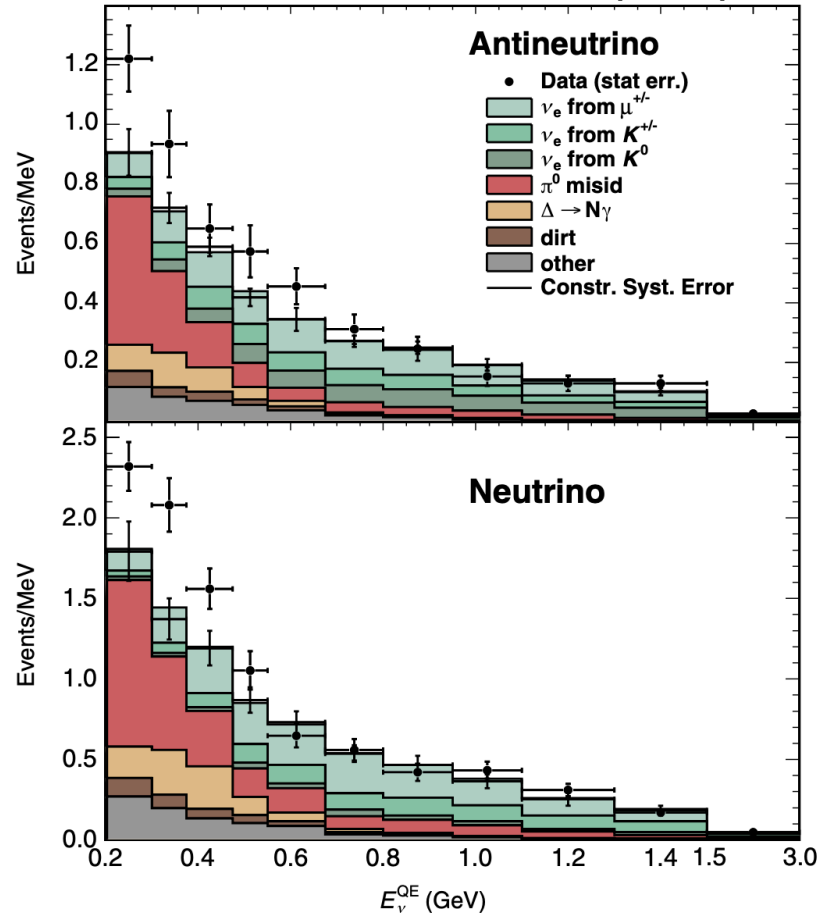 Antineutrino
Data (stat err.)
νe from μ+/-
νe from K+/-
νe from K0
π0 misid
Δ → Nγ
dirt
other
Constr. Syst. Error
Events/MeV
1.2
1.0
0.8
0.6
0.4
0.2
Neutrino
Events/MeV
2.5
2.0
1.5
1.0
0.5
0.0
0.2 0.4 0.6 0.8 1.0 1.2 1.4 1.5 3.0
EνQE (GeV)